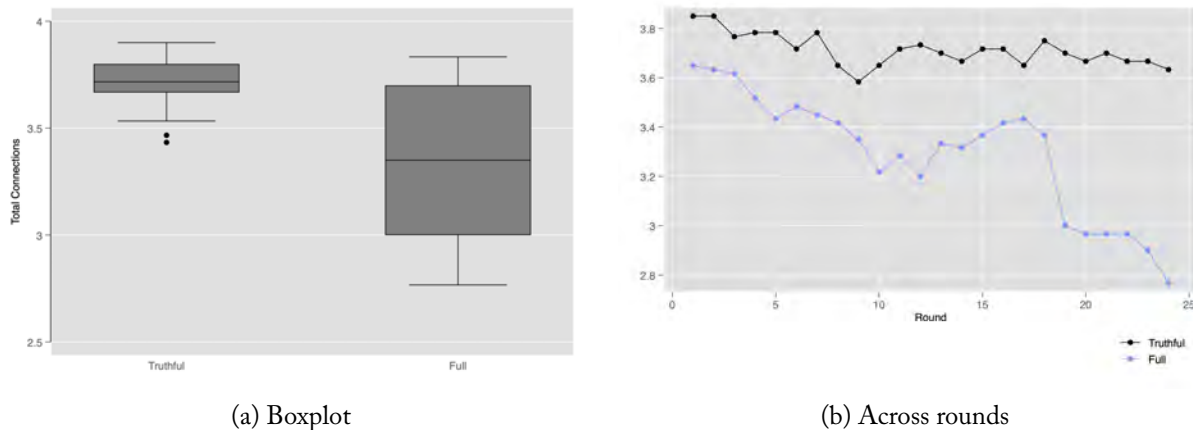 Total Connections
4
3.5
3
2.5
Truthful
Full
(a) Boxplot
3.8
3.6
3.4
3.2
3
2.8
0
5
10
15
20
25
Round
Truthful
Full
(b) Across rounds